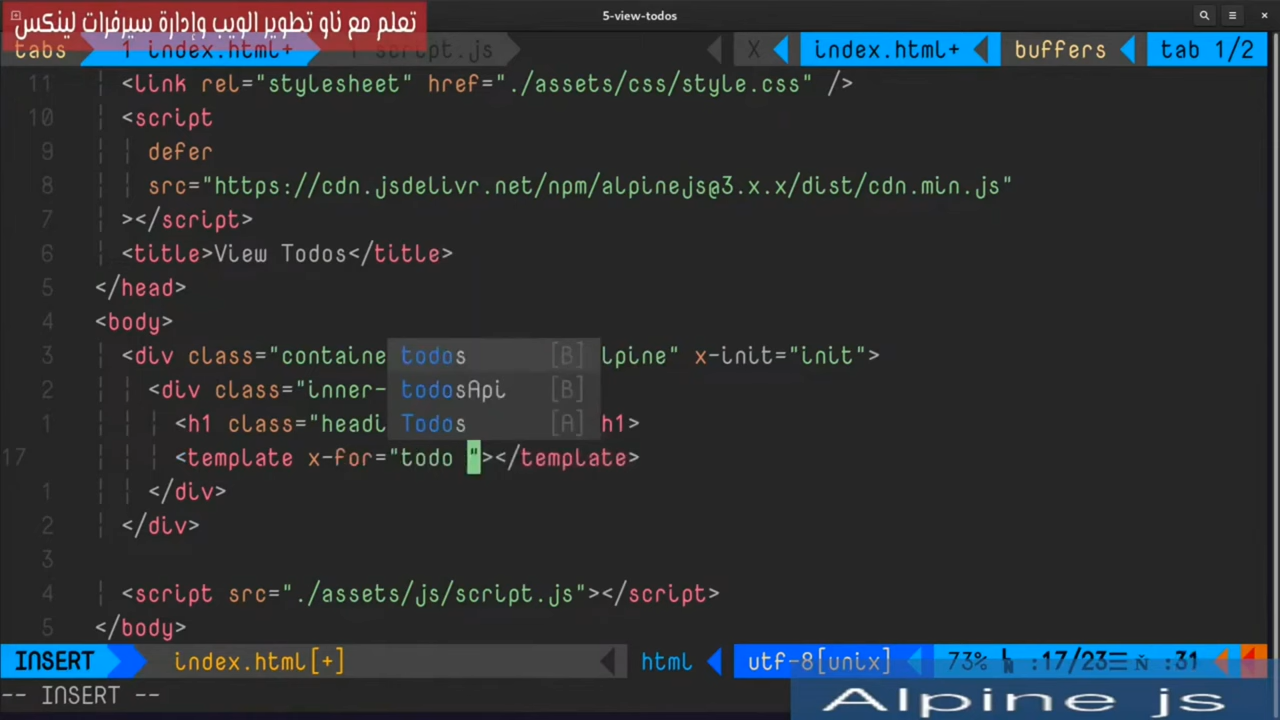 5-view-todos
تعلم مع ناو تطوير الويب وإدارة سيرفرات لينكس
tabs 1 index.html+ 1 script.js X index.html+ buffers tab 1/2
11 <link rel="stylesheet" href="./assets/css/style.css" />
10 <script
9 defer
8 src="https://cdn.jsdelivr.net/npm/alpinejs@3.x.x/dist/cdn.min.js"
7 ></script>
6 <title>View Todos</title>
5 </head>
4 <body>
3 <div class="containe todos [B] lpine" x-init="init">
2 <div class="inner- todosApi [B]
1 <h1 class="headi Todos [A] h1>
17 <template x-for="todo "></template>
1 </div>
2 </div>
3
4 <script src="./assets/js/script.js"></script>
5 </body>
INSERT index.html[+] html utf-8[unix] 73% :17/23☰ :31
-- INSERT --
Alpine js